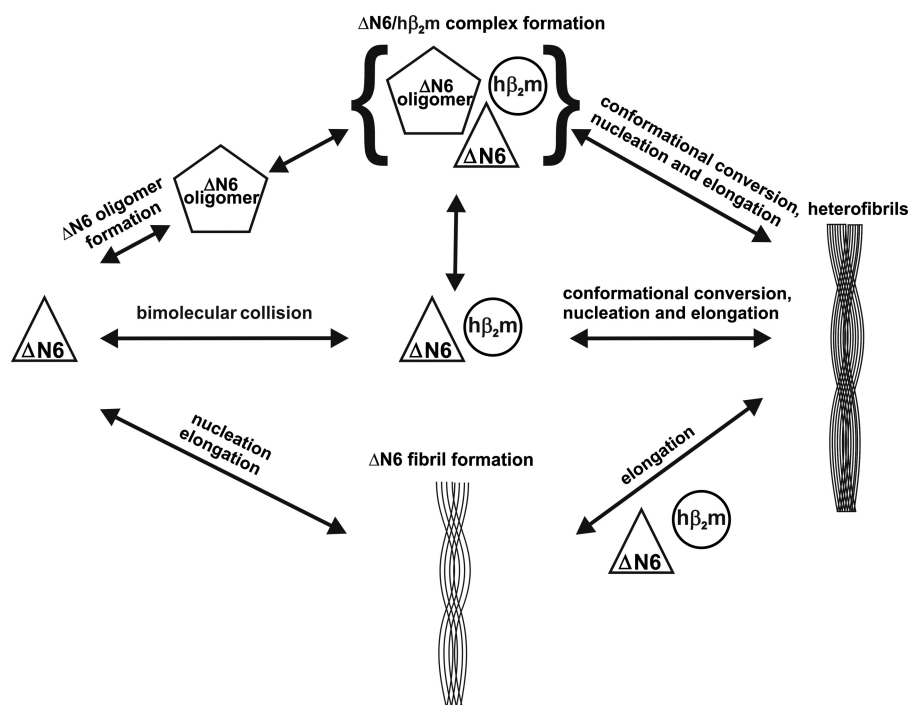 ΔN6/hβ₂m complex formation
ΔN6
oligomer
hβ₂m
ΔN6
conformational conversion,
nucleation and elongation
ΔN6 oligomer
formation
ΔN6
oligomer
heterofibrils
bimolecular collision
conformational conversion,
nucleation and elongation
ΔN6
ΔN6
hβ₂m
nucleation
elongation
ΔN6 fibril formation
elongation
hβ₂m
ΔN6